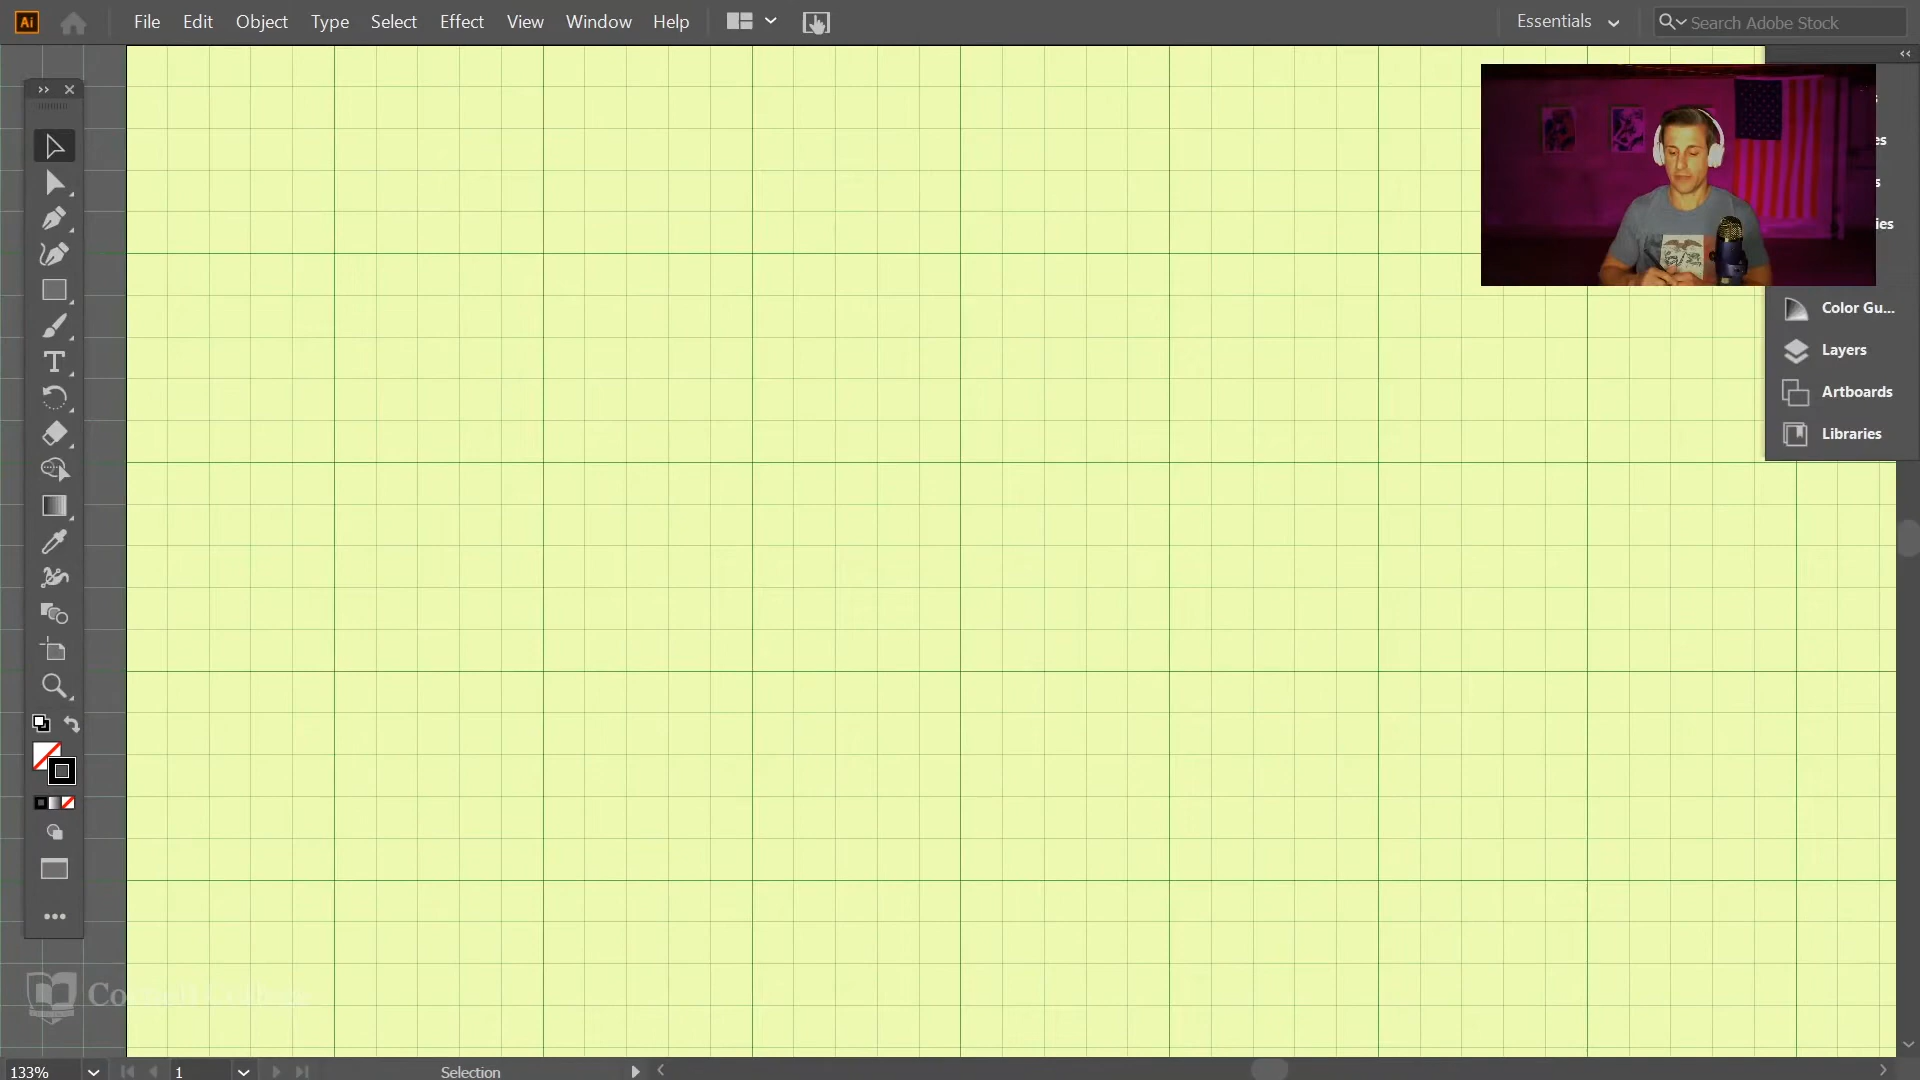 Ai File Edit Object Type Select Effect View Window Help Essentials Search Adobe Stock
Color Gu...
Layers
Artboards
Libraries
T
133% 1 Selection